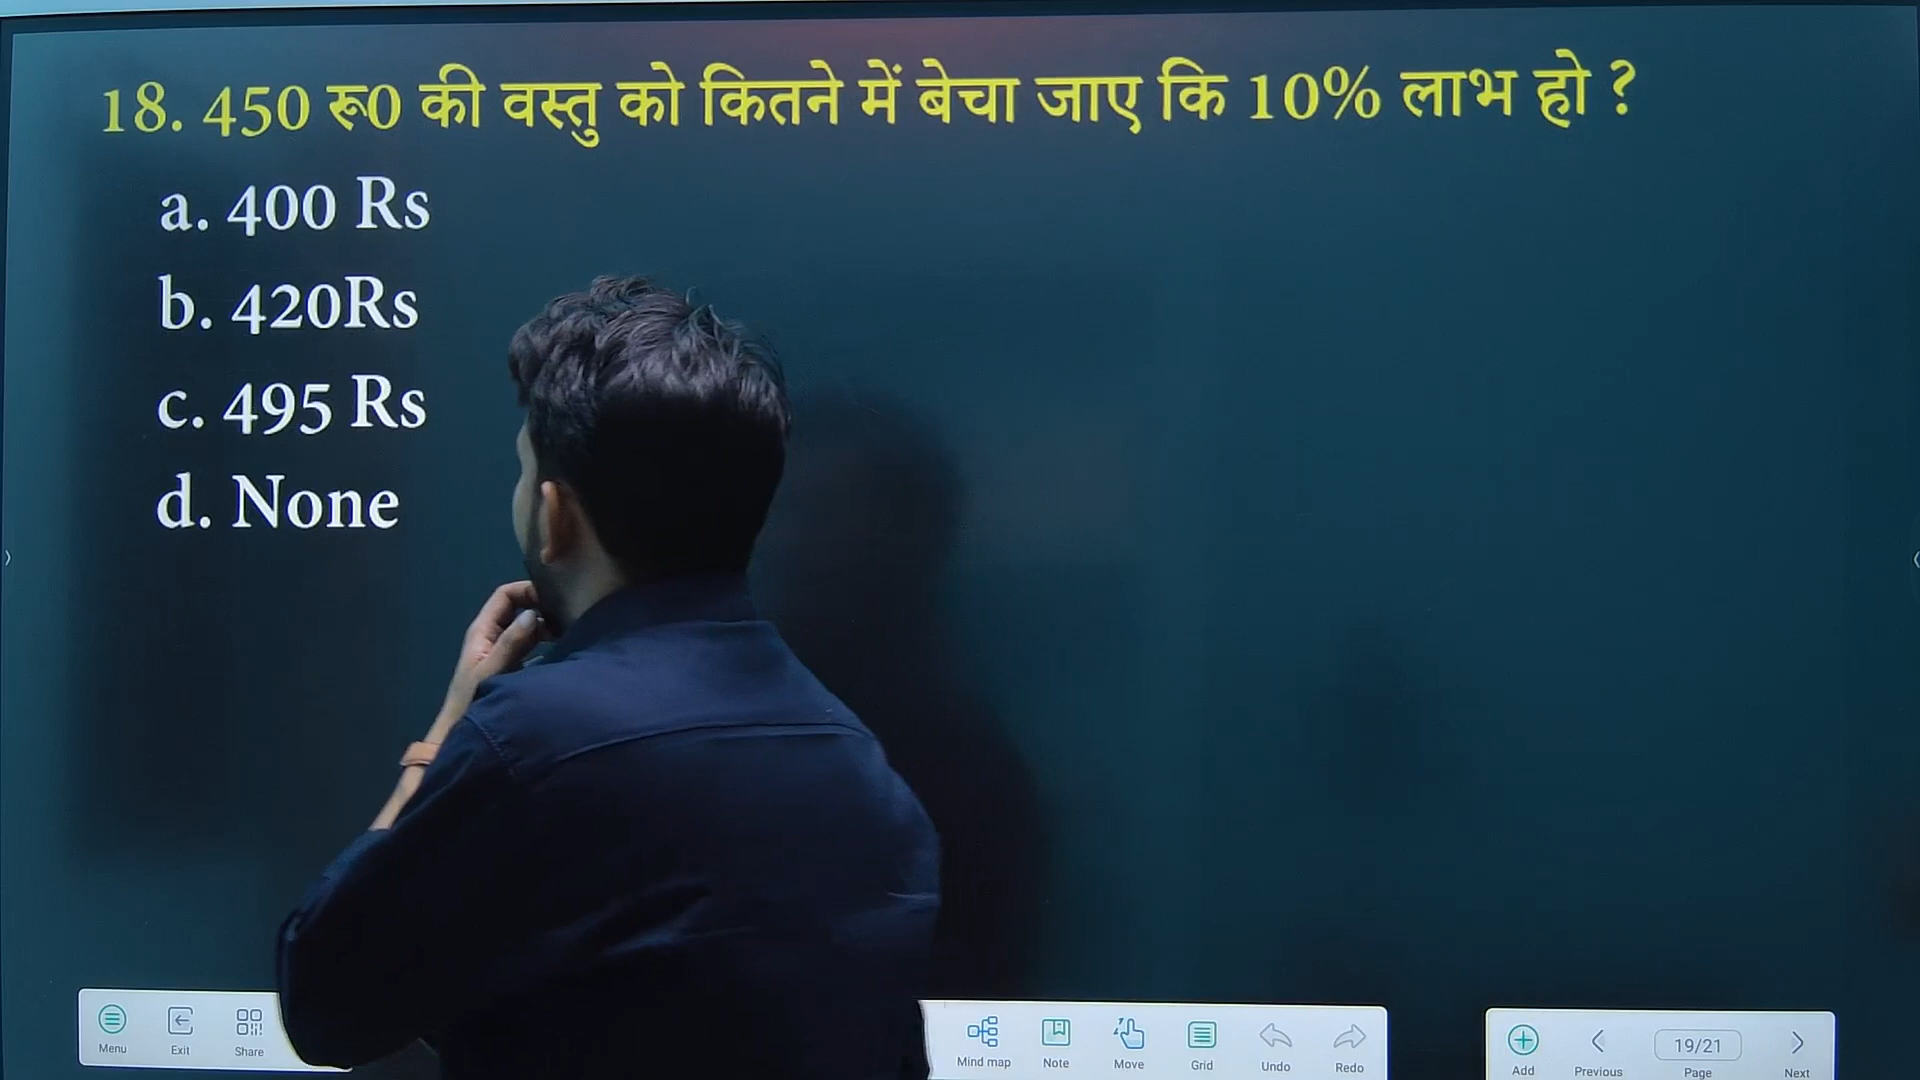 18. 450 रू0 की वस्तु को कितने में बेचा जाए कि 10% लाभ हो ?
a. 400 Rs
b. 420Rs
c. 495 Rs
d. None
Menu Exit Share Mind map Note Move Grid Undo Redo Add Previous 19/21 Page Next